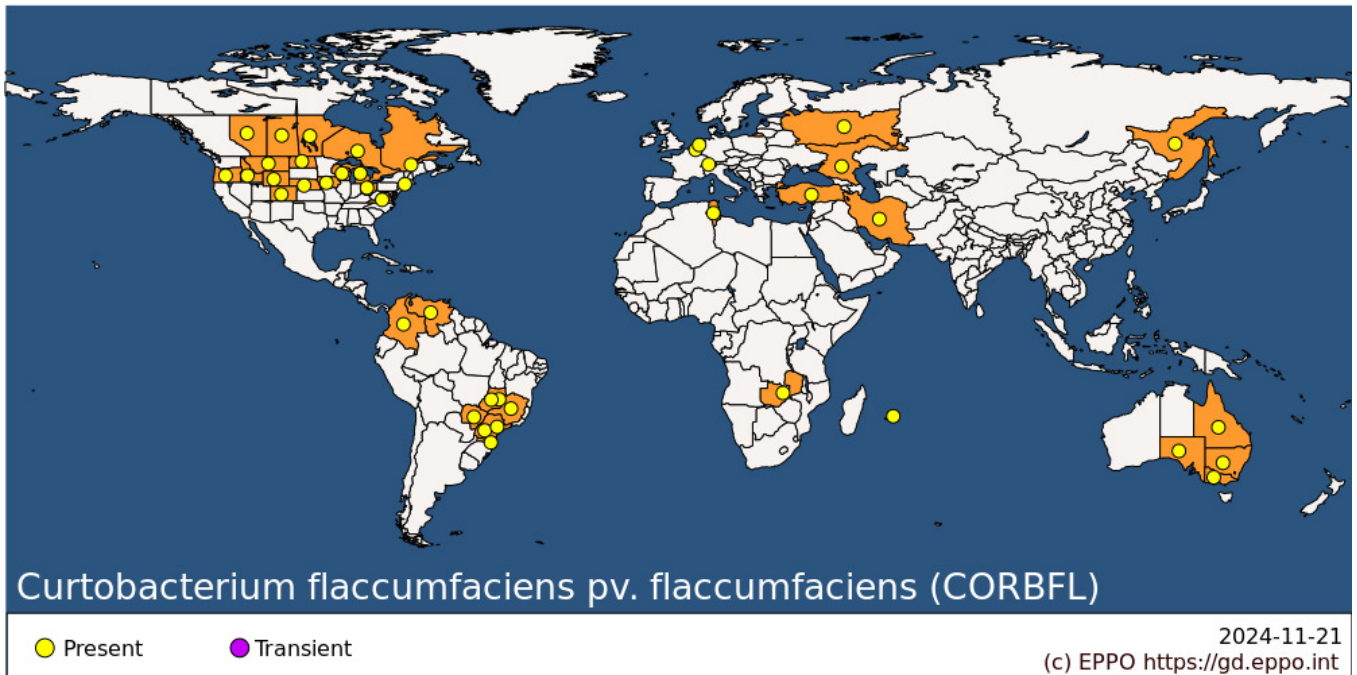 Curtobacterium flaccumfaciens pv. flaccumfaciens (CORBFL)
Present
Transient
2024-11-21
(c) EPPO https://gd.eppo.int